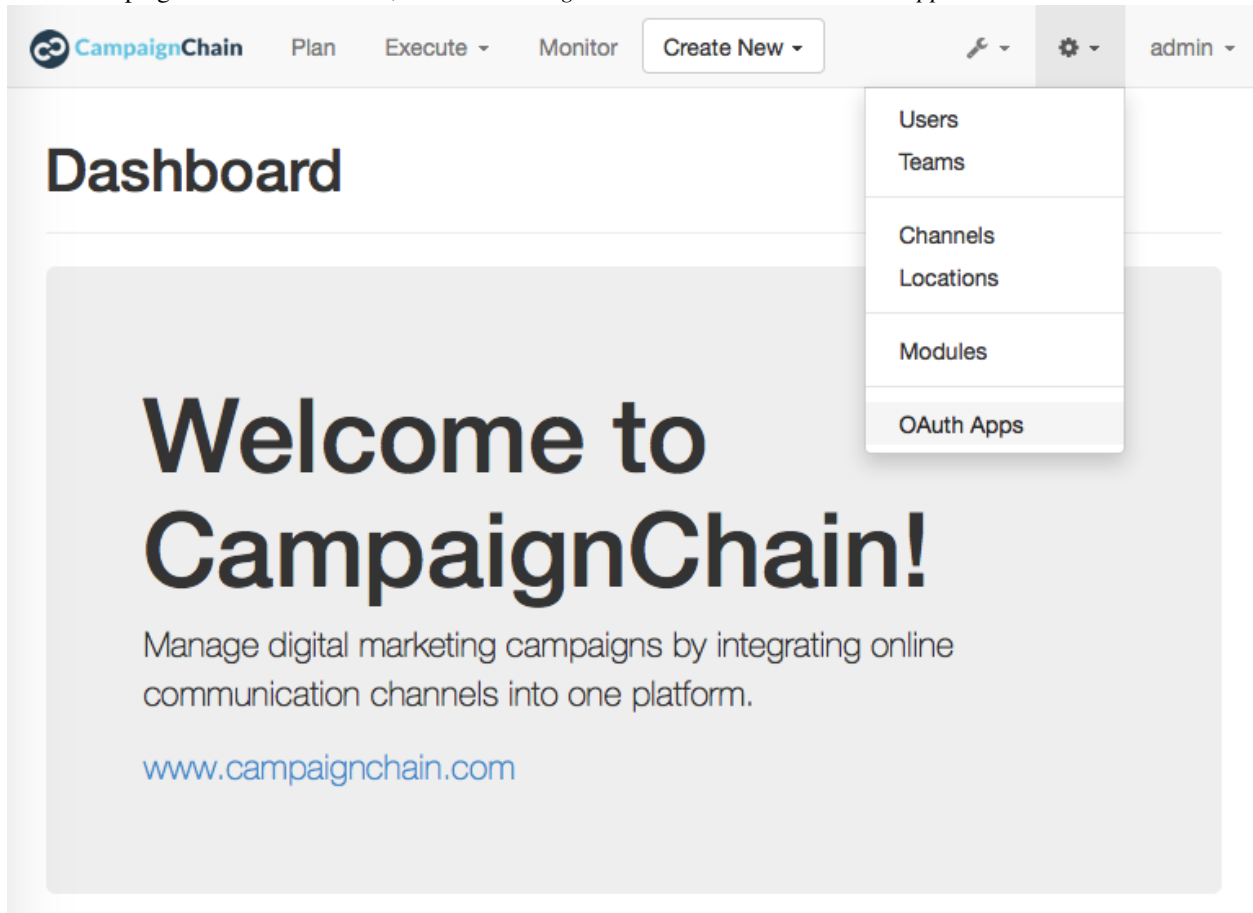 CampaignChain Plan Execute Monitor Create New admin
Users
Teams
Dashboard
Channels
Locations
Modules
OAuth Apps
Welcome to
CampaignChain!
Manage digital marketing campaigns by integrating online
communication channels into one platform.
www.campaignchain.com